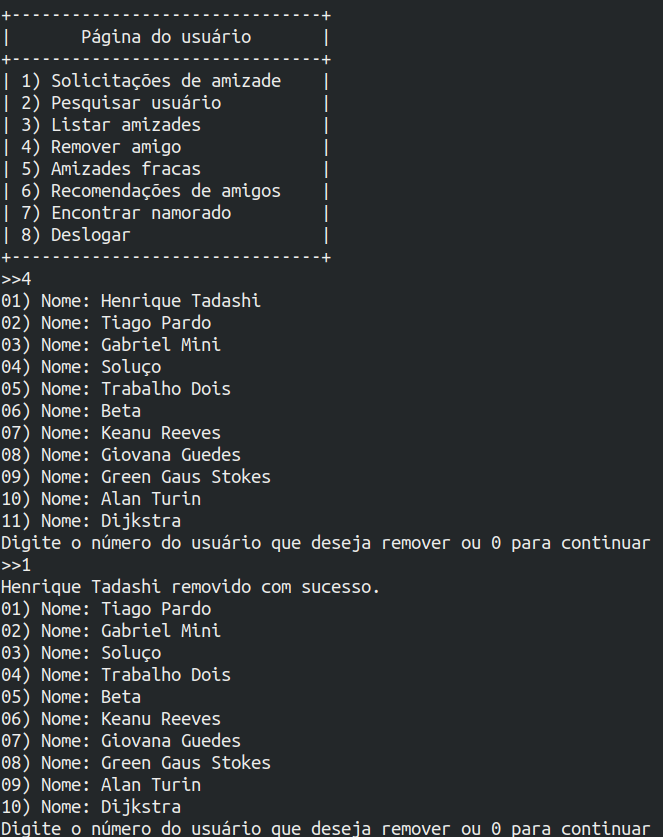 +-------------------------------+
|       Página do usuário       |
+-------------------------------+
| 1) Solicitações de amizade    |
| 2) Pesquisar usuário          |
| 3) Listar amizades            |
| 4) Remover amigo              |
| 5) Amizades fracas            |
| 6) Recomendações de amigos    |
| 7) Encontrar namorado         |
| 8) Deslogar                   |
+-------------------------------+
>>4
01) Nome: Henrique Tadashi
02) Nome: Tiago Pardo
03) Nome: Gabriel Mini
04) Nome: Soluço
05) Nome: Trabalho Dois
06) Nome: Beta
07) Nome: Keanu Reeves
08) Nome: Giovana Guedes
09) Nome: Green Gaus Stokes
10) Nome: Alan Turin
11) Nome: Dijkstra
Digite o número do usuário que deseja remover ou 0 para continuar
>>1
Henrique Tadashi removido com sucesso.
01) Nome: Tiago Pardo
02) Nome: Gabriel Mini
03) Nome: Soluço
04) Nome: Trabalho Dois
05) Nome: Beta
06) Nome: Keanu Reeves
07) Nome: Giovana Guedes
08) Nome: Green Gaus Stokes
09) Nome: Alan Turin
10) Nome: Dijkstra
Digite o número do usuário que deseja remover ou 0 para continuar